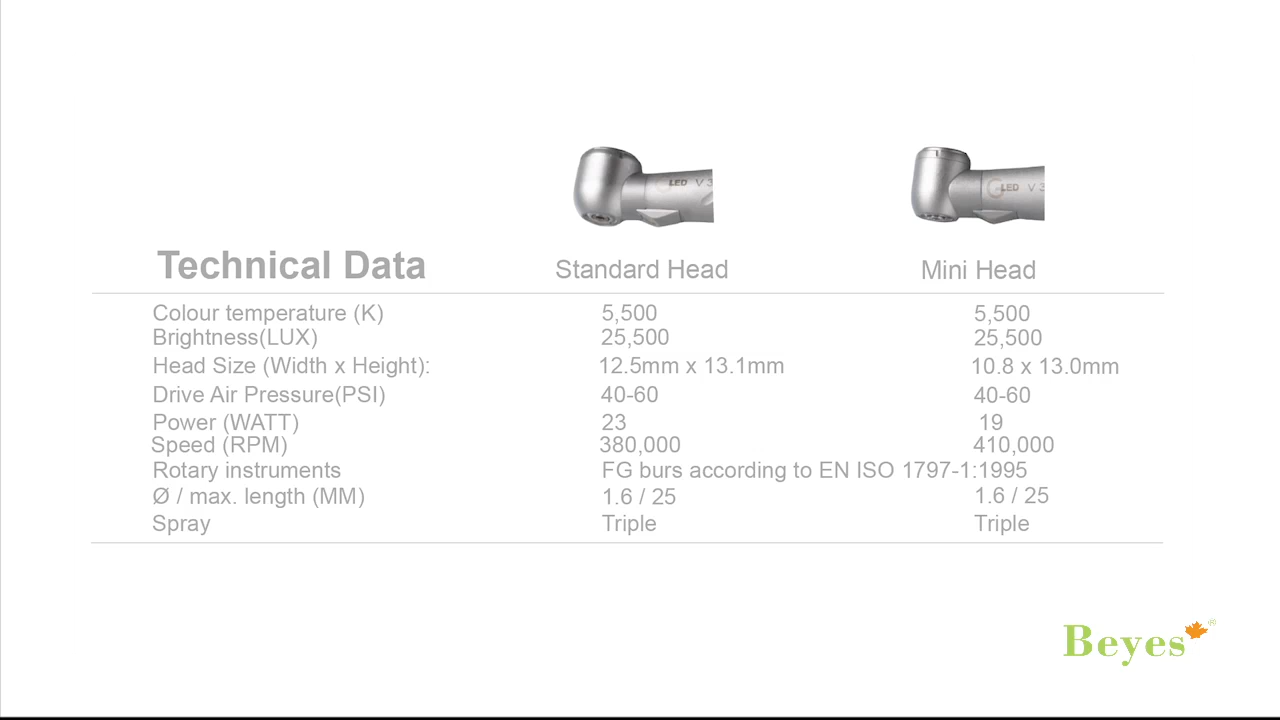 LED V 3
LED V 3
Technical Data Standard Head Mini Head
Colour temperature (K) 5,500 5,500
Brightness(LUX) 25,500 25,500
Head Size (Width x Height): 12.5mm x 13.1mm 10.8 x 13.0mm
Drive Air Pressure(PSI) 40-60 40-60
Power (WATT) 23 19
Speed (RPM) 380,000 410,000
Rotary instruments FG burs according to EN ISO 1797-1:1995
Ø / max. length (MM) 1.6 / 25 1.6 / 25
Spray Triple Triple
Beyes®